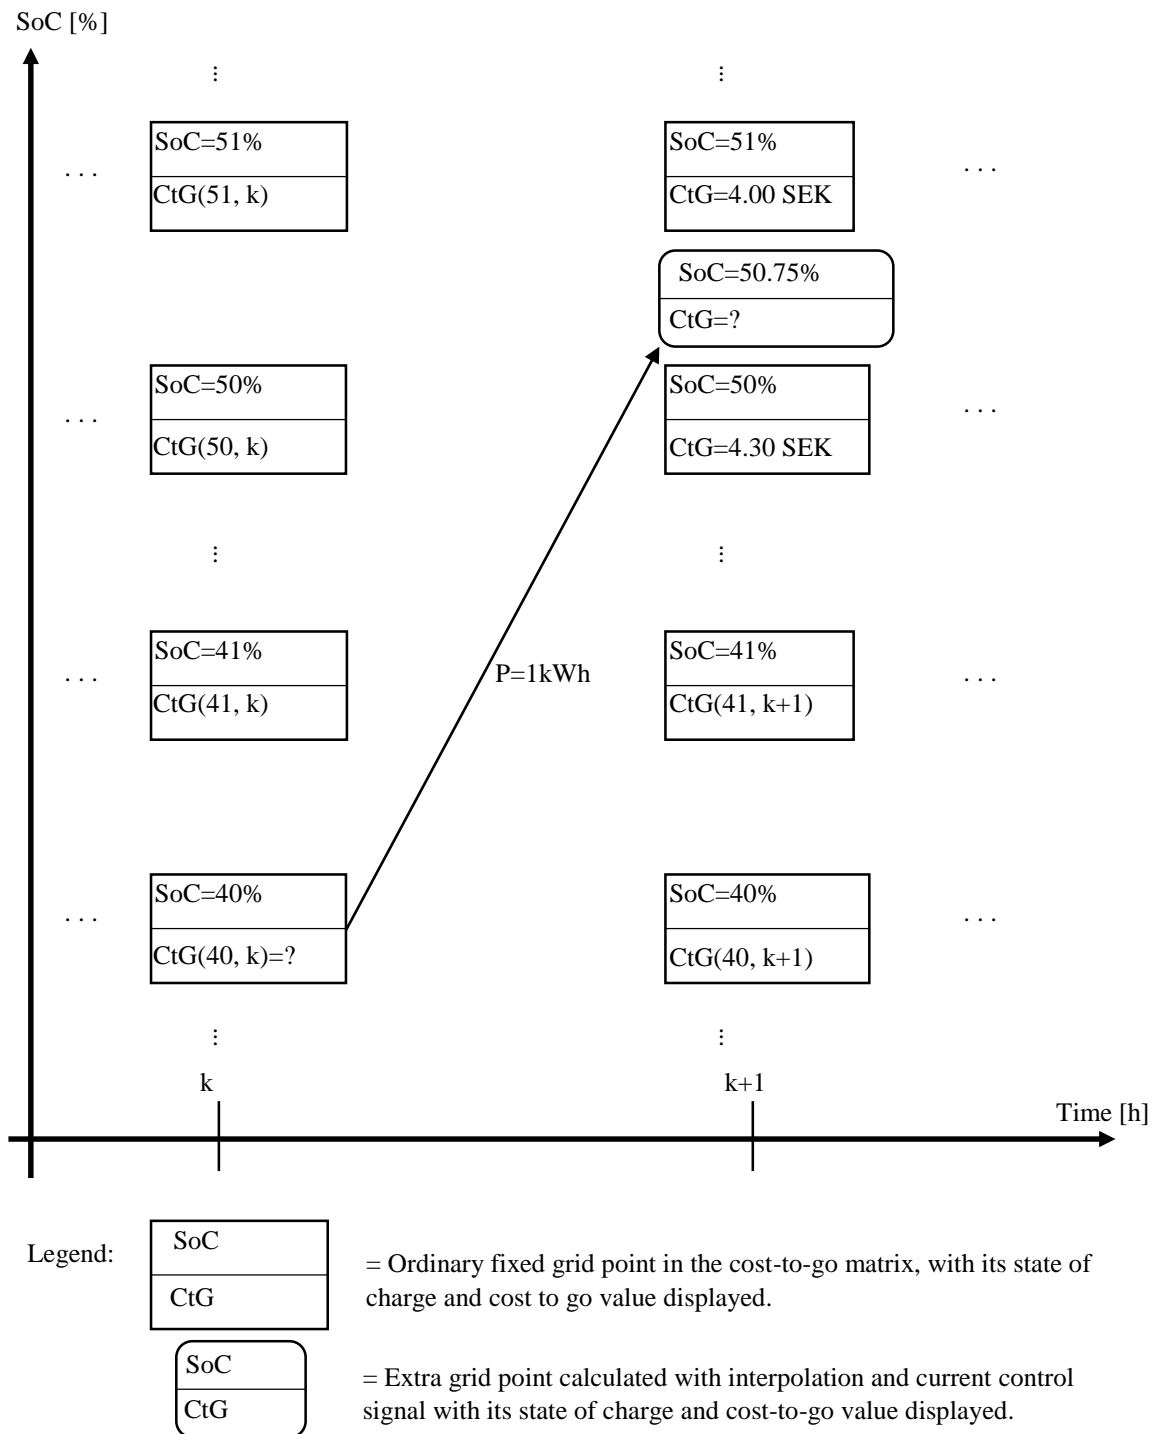 SoC [%]
⋮ ⋮
SoC=51% SoC=51%
. . . . . .
CtG(51, k) CtG=4.00 SEK
SoC=50.75%
CtG=?
SoC=50% SoC=50%
. . . . . .
CtG(50, k) CtG=4.30 SEK
⋮ ⋮
SoC=41% SoC=41%
. . . P=1kWh . . .
CtG(41, k) CtG(41, k+1)
SoC=40% SoC=40%
. . . . . .
CtG(40, k)=? CtG(40, k+1)
⋮ ⋮
k k+1
Time [h]
Legend:
SoC
CtG
= Ordinary fixed grid point in the cost-to-go matrix, with its state of
charge and cost to go value displayed.
SoC
CtG
= Extra grid point calculated with interpolation and current control
signal with its state of charge and cost-to-go value displayed.